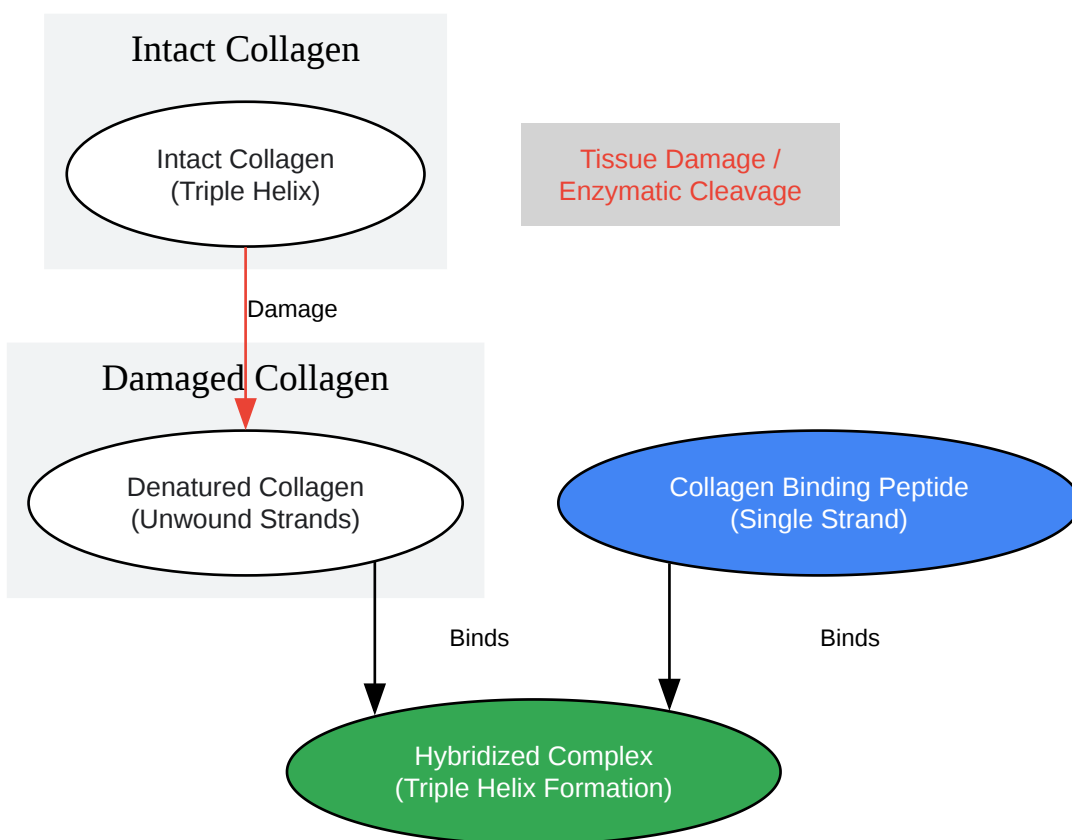 Intact Collagen
Intact Collagen
(Triple Helix)
Tissue Damage /
Enzymatic Cleavage
Damage
Damaged Collagen
Denatured Collagen
(Unwound Strands)
Collagen Binding Peptide
(Single Strand)
Binds
Binds
Hybridized Complex
(Triple Helix Formation)